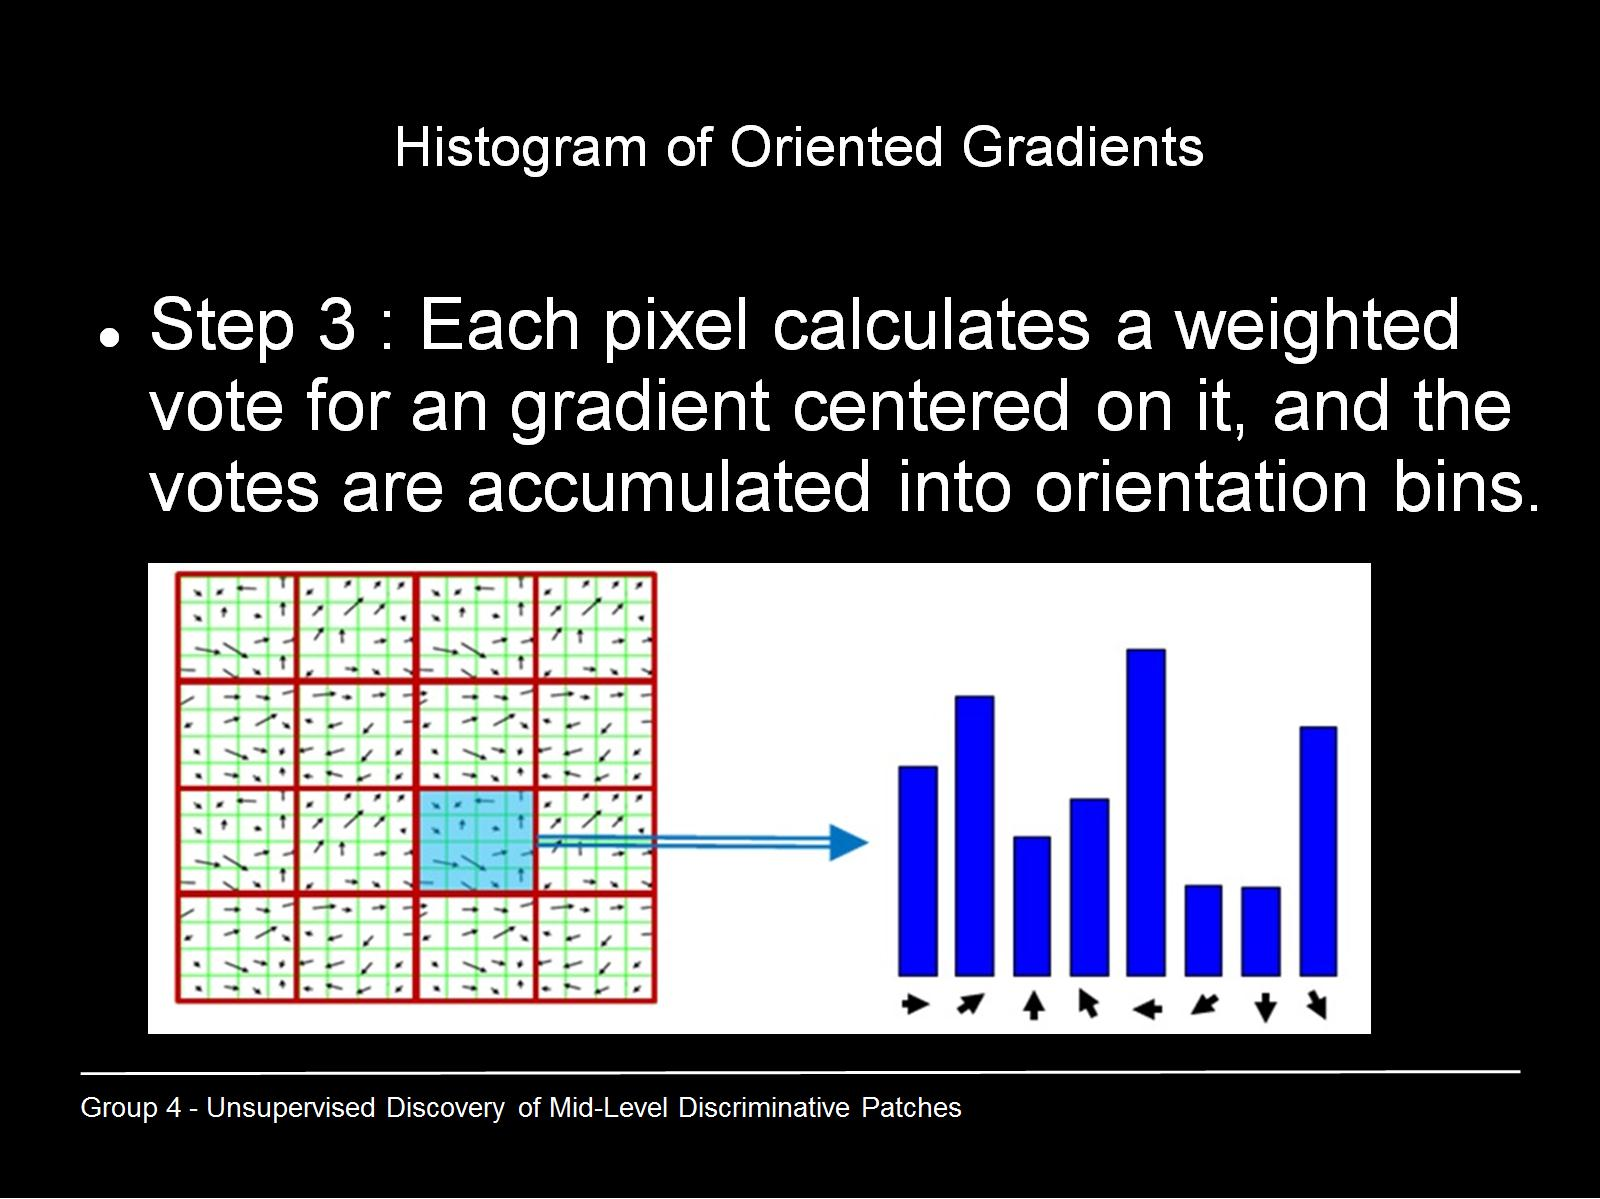 Histogram of Oriented Gradients
Step 3 : Each pixel calculates a weighted
vote for an gradient centered on it, and the
votes are accumulated into orientation bins.
Group 4 - Unsupervised Discovery of Mid-Level Discriminative Patches